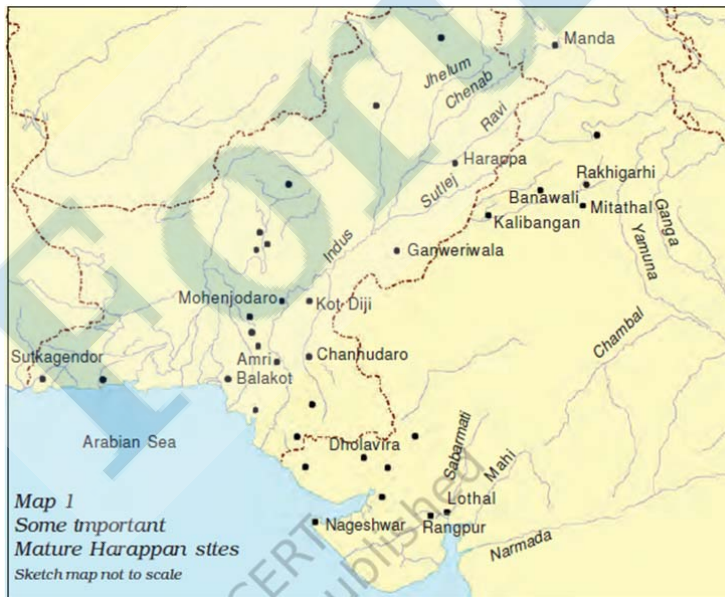 Manda
Jhelum
Chenab
Ravi
Harappa
Sutlej
Rakhigarhi
Banawali
Mitathal
Kalibangan
Ganga
Yamuna
Indus
Ganweriwala
Mohenjodaro
Kot Diji
Chambal
Sutkagendor
Amri
Chanhudaro
Balakot
Arabian Sea
Dholavira
Sabarmati
Mahi
Lothal
Nageshwar
Rangpur
Narmada
Map 1
Some important
Mature Harappan sites
Sketch map not to scale